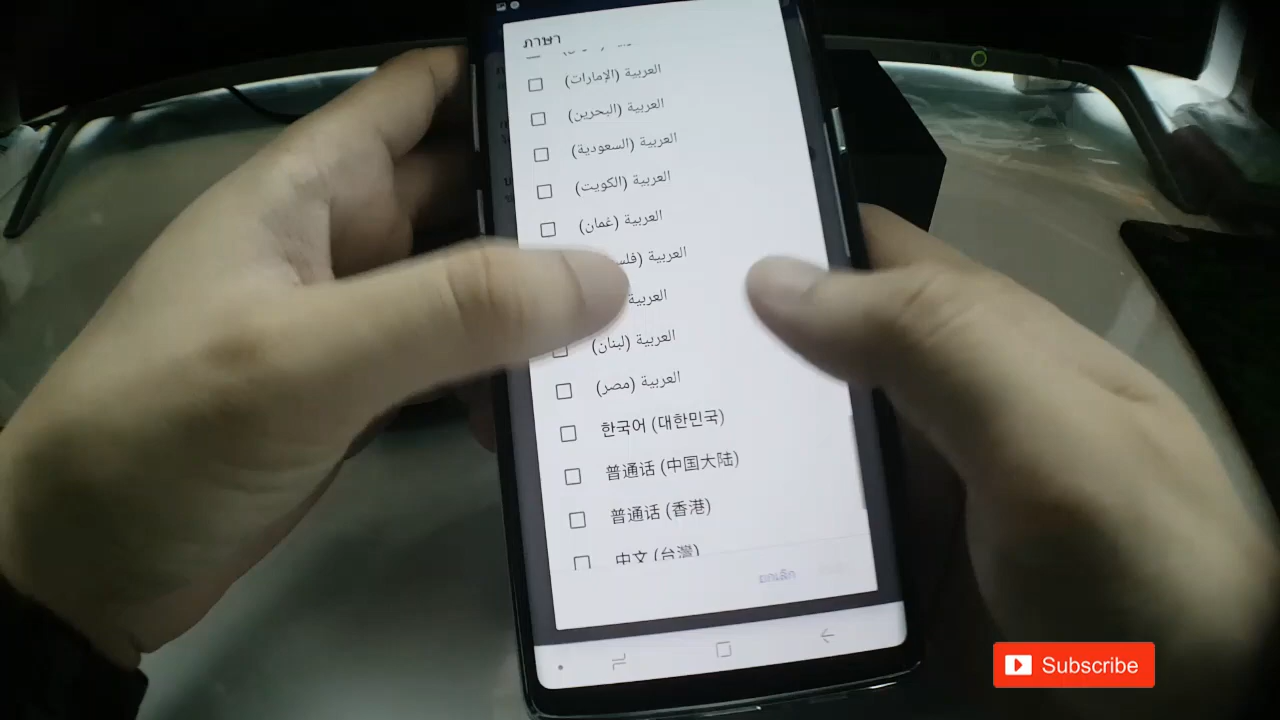 ภาษา
العربية (الإمارات)
العربية (البحرين)
العربية (السعودية)
العربية (الكويت)
العربية (عُمان)
العربية
العربية
العربية (لبنان)
العربية (مصر)
한국어 (대한민국)
普通话 (中国大陆)
普通话 (香港)
中文 (台灣)
ยกเลิก
Subscribe